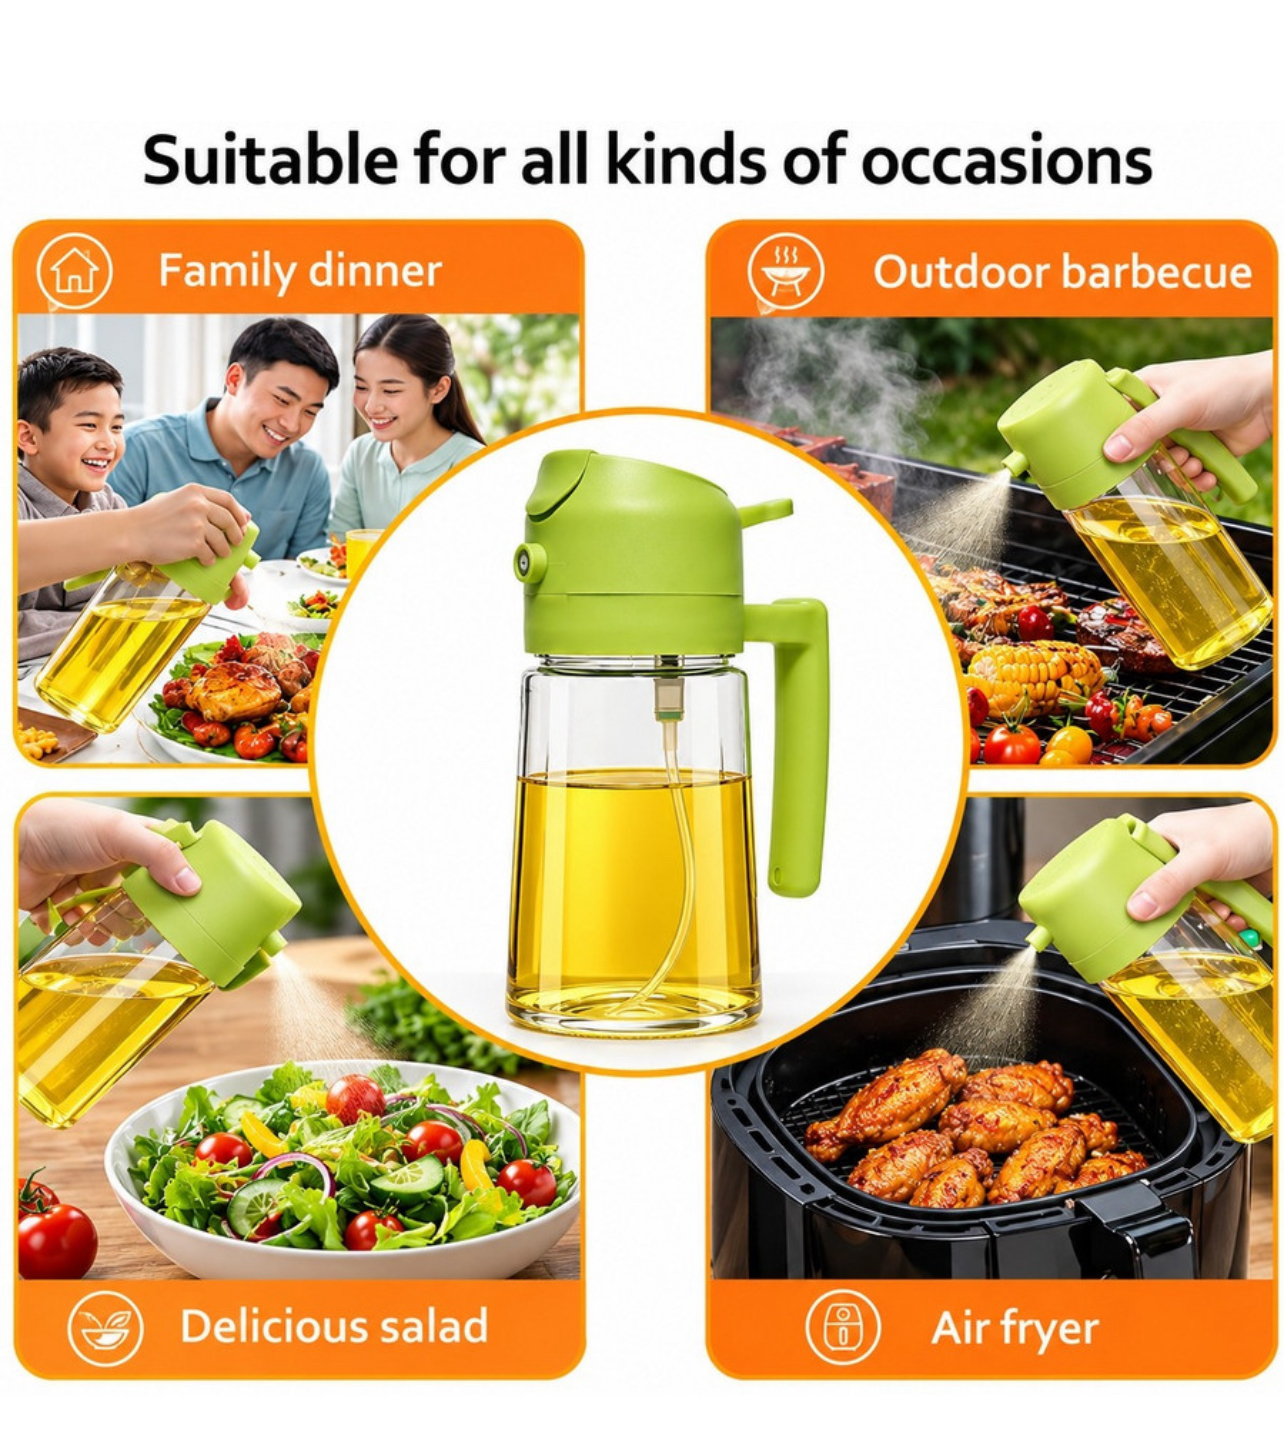 Suitable for all kinds of occasions
Family dinner
Outdoor barbecue
Delicious salad
Air fryer